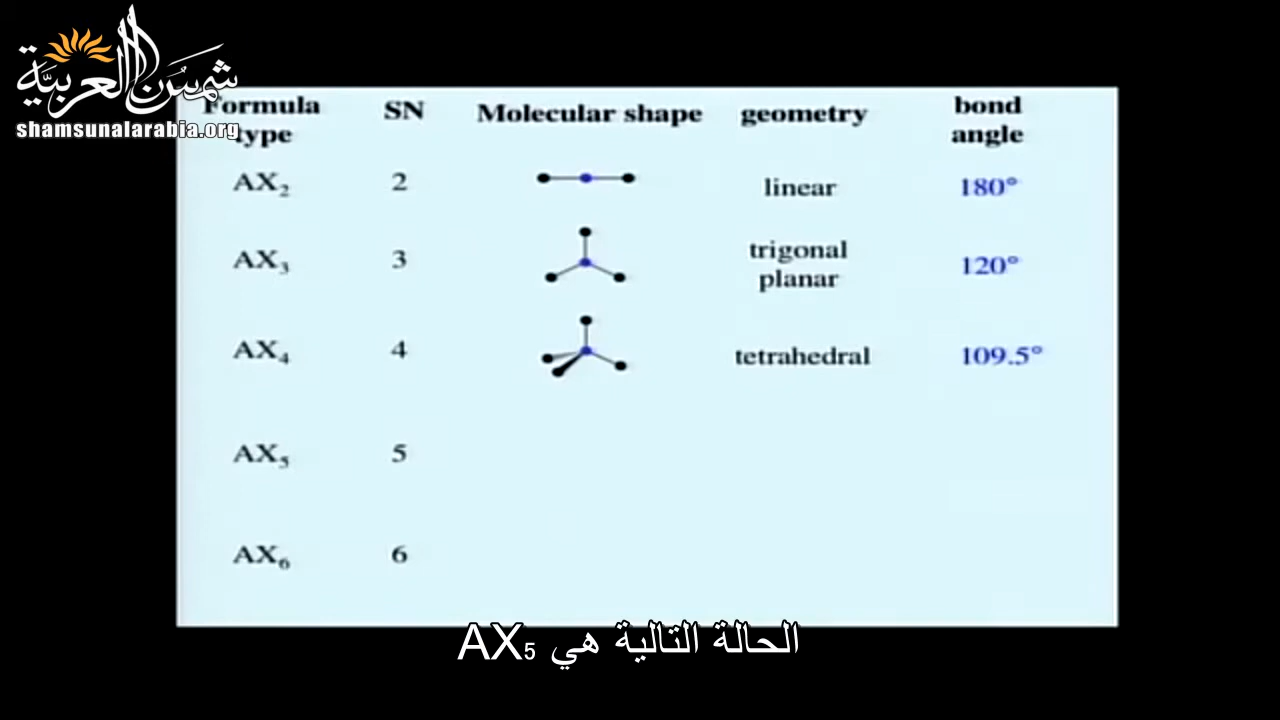 شمس العربية
shamsunalarabia.org
Formula type SN Molecular shape geometry bond angle
AX₂ 2 linear 180°
AX₃ 3 trigonal planar 120°
AX₄ 4 tetrahedral 109.5°
AX₅ 5
AX₆ 6
الحالة التالية هي AX₅